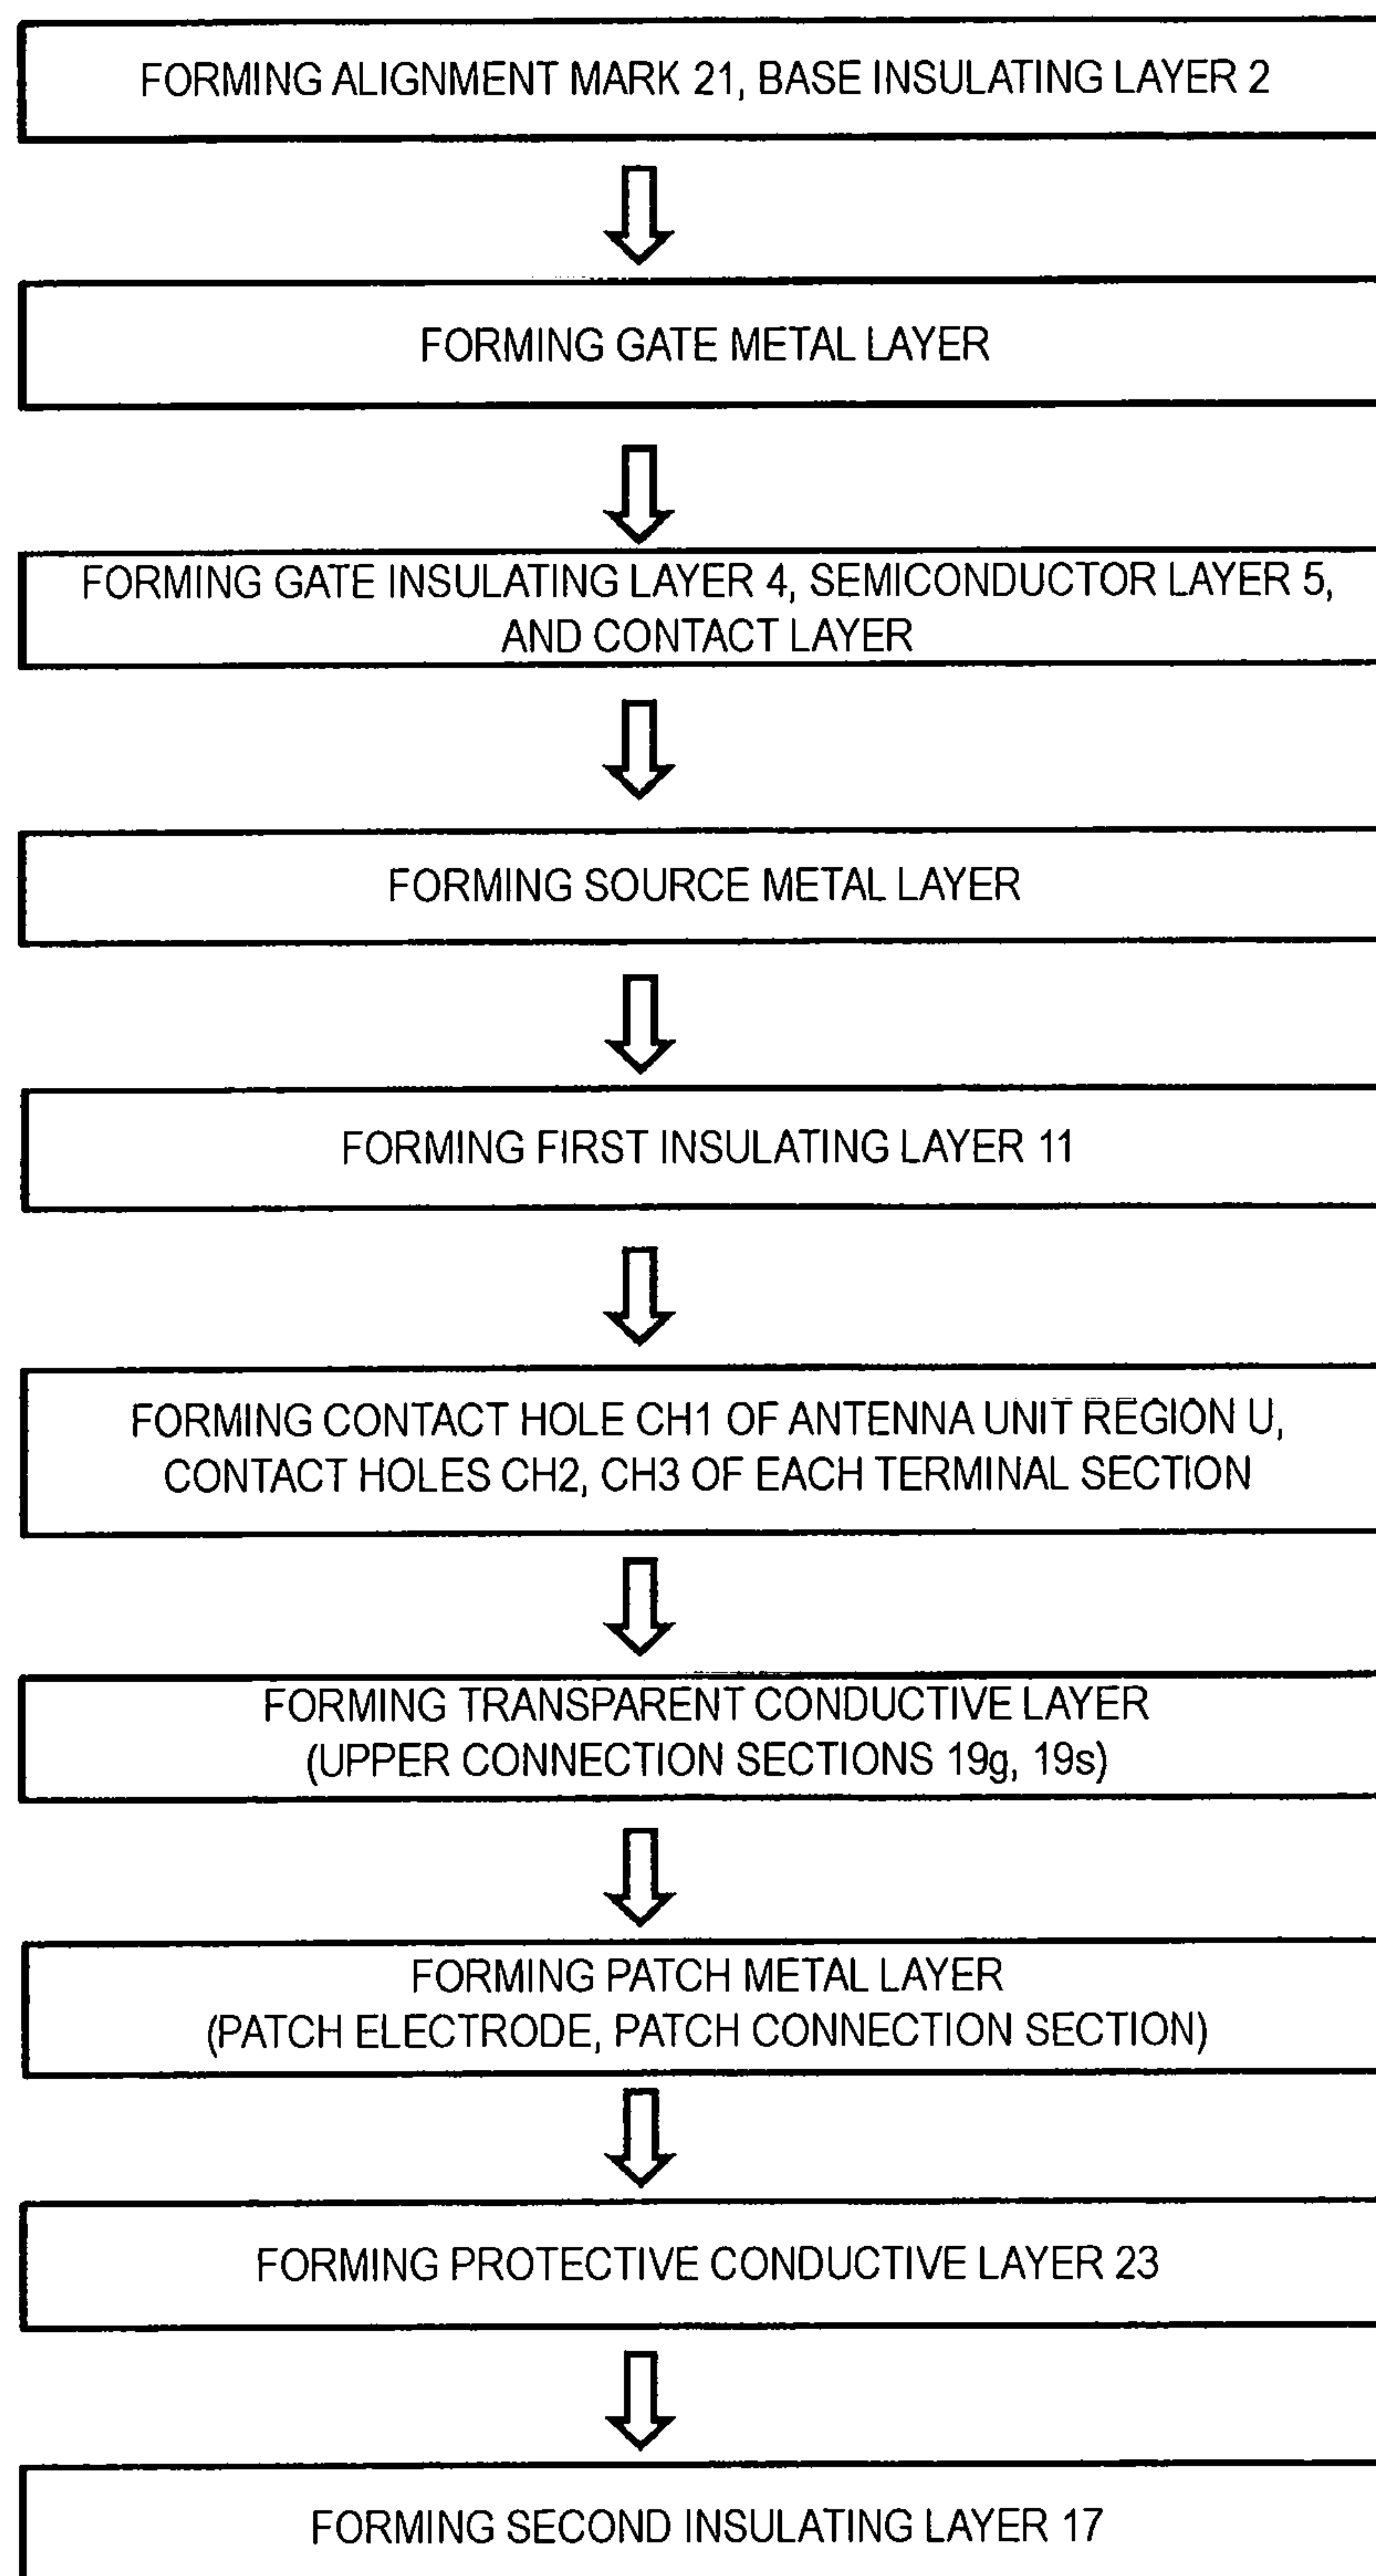 FORMING ALIGNMENT MARK 21, BASE INSULATING LAYER 2
FORMING GATE METAL LAYER
FORMING GATE INSULATING LAYER 4, SEMICONDUCTOR LAYER 5,
AND CONTACT LAYER
FORMING SOURCE METAL LAYER
FORMING FIRST INSULATING LAYER 11
FORMING CONTACT HOLE CH1 OF ANTENNA UNIT REGION U,
CONTACT HOLES CH2, CH3 OF EACH TERMINAL SECTION
FORMING TRANSPARENT CONDUCTIVE LAYER
(UPPER CONNECTION SECTIONS 19g, 19s)
FORMING PATCH METAL LAYER
(PATCH ELECTRODE, PATCH CONNECTION SECTION)
FORMING PROTECTIVE CONDUCTIVE LAYER 23
FORMING SECOND INSULATING LAYER 17